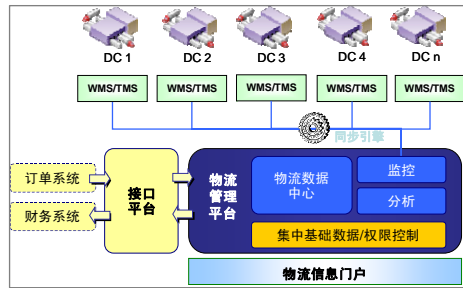 DC 1
DC 2
DC 3
DC 4
DC n
WMS/TMS
WMS/TMS
WMS/TMS
WMS/TMS
WMS/TMS
同步引擎
订单系统
财务系统
接口
平台
物流
管理
平台
物流数据
中心
监控
分析
集中基础数据/权限控制
物流信息门户